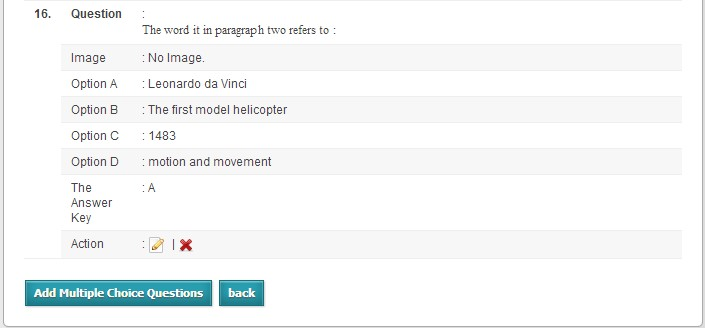 16. Question :
The word it in paragraph two refers to :
Image : No Image.
Option A : Leonardo da Vinci
Option B : The first model helicopter
Option C : 1483
Option D : motion and movement
The Answer Key : A
Action : |
Add Multiple Choice Questions back